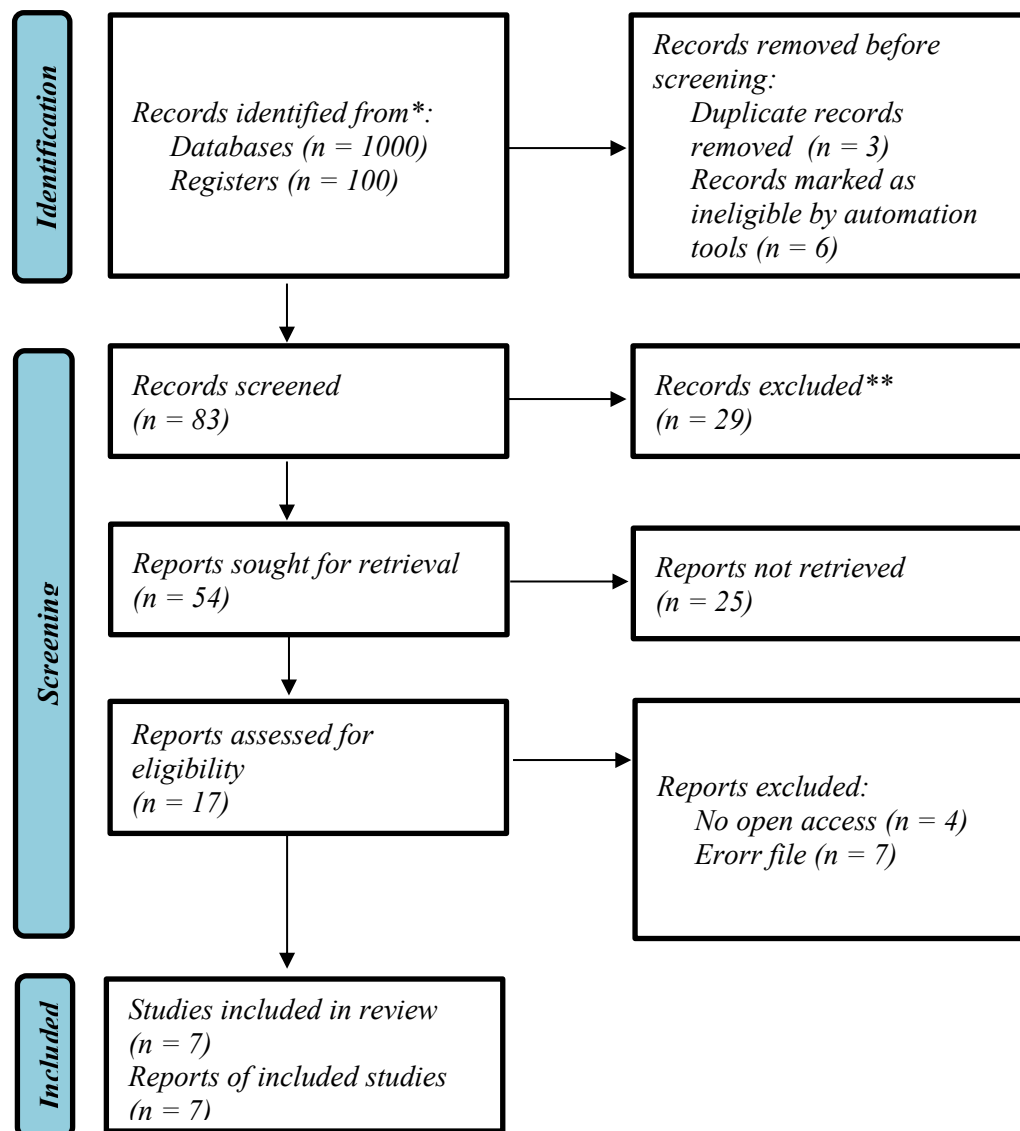 Identification
Records identified from*:
Databases (n = 1000)
Registers (n = 100)
Records removed before
screening:
Duplicate records
removed (n = 3)
Records marked as
ineligible by automation
tools (n = 6)
Screening
Records screened
(n = 83)
Records excluded**
(n = 29)
Reports sought for retrieval
(n = 54)
Reports not retrieved
(n = 25)
Reports assessed for
eligibility
(n = 17)
Reports excluded:
No open access (n = 4)
Erorr file (n = 7)
Included
Studies included in review
(n = 7)
Reports of included studies
(n = 7)